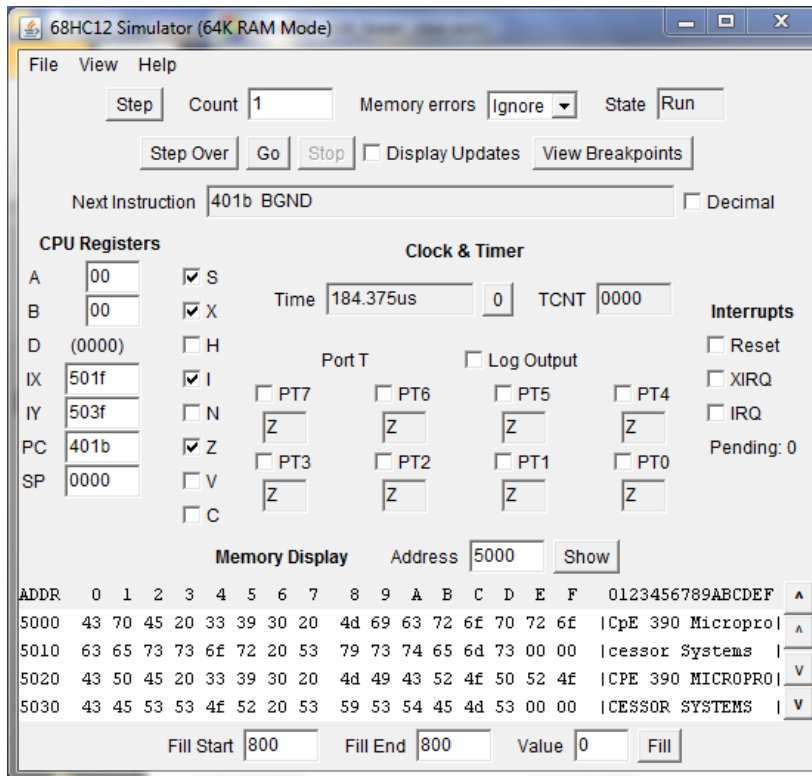 68HC12 Simulator (64K RAM Mode)
File View Help
Step Count 1 Memory errors Ignore State Run
Step Over Go Stop Display Updates View Breakpoints
Next Instruction 401b BGND Decimal
CPU Registers Clock & Timer
A 00 S
Time 184.375us 0 TCNT 0000
B 00 X Interrupts
D (0000) H Reset
Port T Log Output
IX 501f I XIRQ
PT7 PT6 PT5 PT4
IY 503f N IRQ
Z Z Z Z
PC 401b Z Pending: 0
PT3 PT2 PT1 PT0
SP 0000 V
Z Z Z Z
C
Memory Display Address 5000 Show
ADDR 0 1 2 3 4 5 6 7 8 9 A B C D E F 0123456789ABCDEF
5000 43 70 45 20 33 39 30 20 4d 69 63 72 6f 70 72 6f |CpE 390 Micropro|
5010 63 65 73 73 6f 72 20 53 79 73 74 65 6d 73 00 00 |cessor Systems |
5020 43 50 45 20 33 39 30 20 4d 49 43 52 4f 50 52 4f |CPE 390 MICROPRO|
5030 43 45 53 53 4f 52 20 53 59 53 54 45 4d 53 00 00 |CESSOR SYSTEMS |
Fill Start 800 Fill End 800 Value 0 Fill